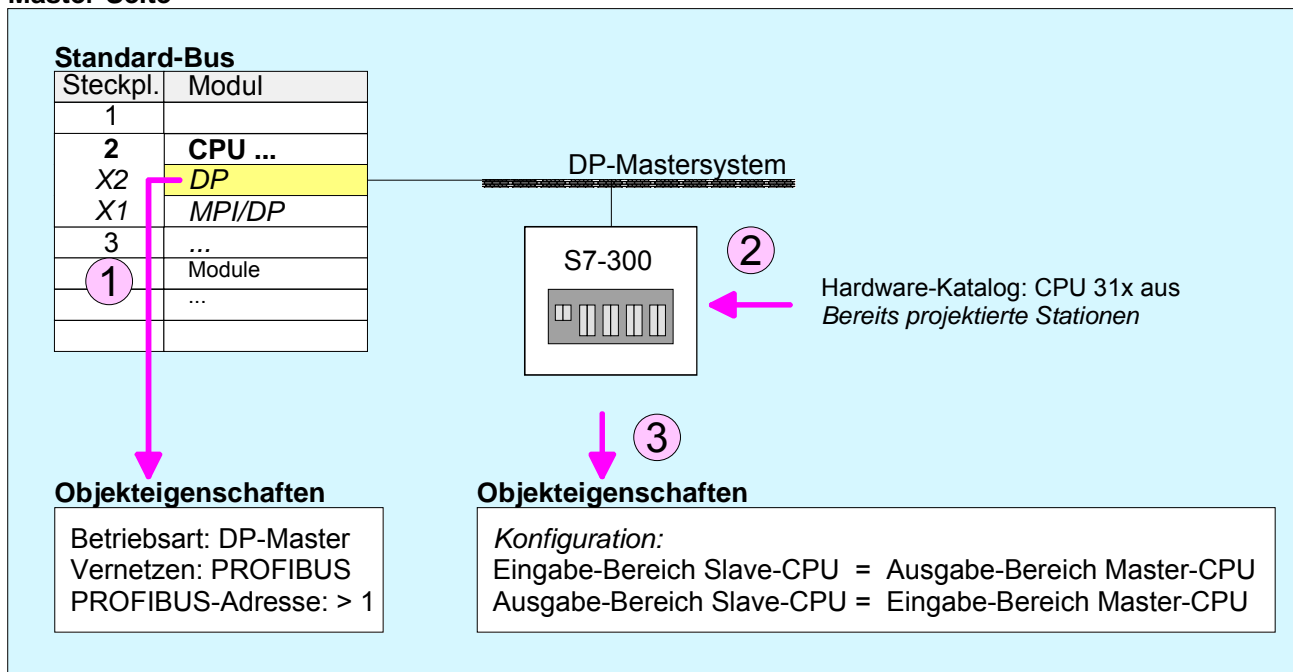 Master-Seite
Standard-Bus
Steckpl. Modul
1
2 CPU ...
X2 DP
X1 MPI/DP
3 ...
Module
...
1
DP-Mastersystem
S7-300
2
Hardware-Katalog: CPU 31x aus
Bereits projektierte Stationen
3
Objekteigenschaften
Betriebsart: DP-Master
Vernetzen: PROFIBUS
PROFIBUS-Adresse: > 1
Objekteigenschaften
Konfiguration:
Eingabe-Bereich Slave-CPU = Ausgabe-Bereich Master-CPU
Ausgabe-Bereich Slave-CPU = Eingabe-Bereich Master-CPU